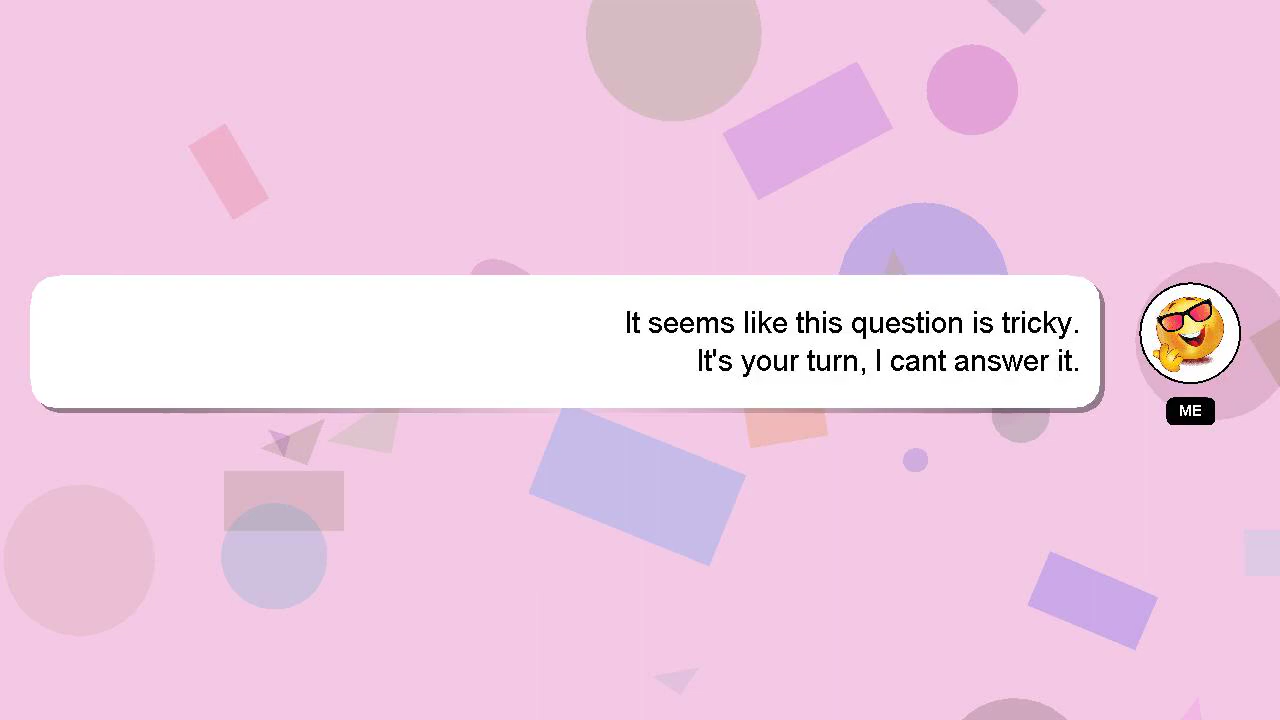 It seems like this question is tricky.
It's your turn, I cant answer it.
ME